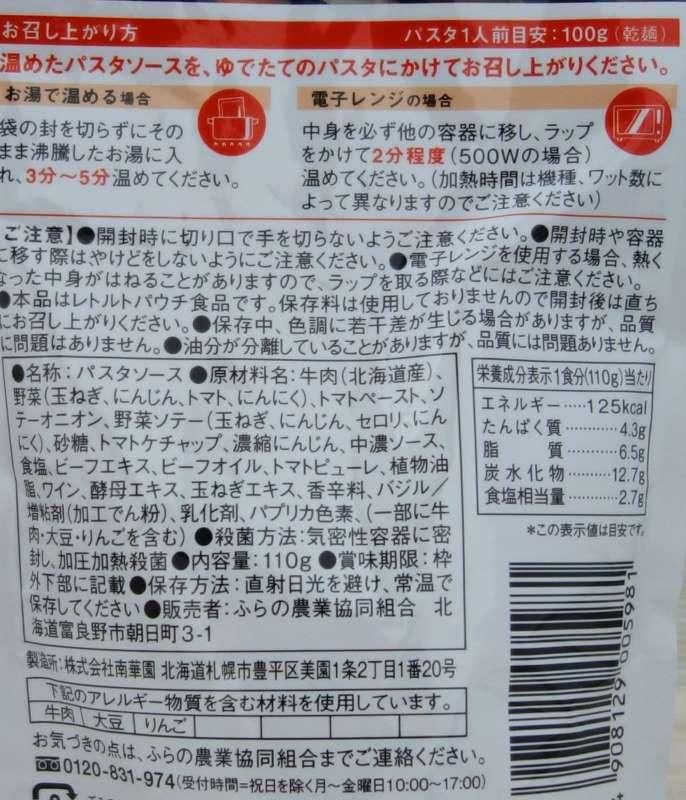 お召し上がり方
パスタ1人前目安:100g(乾麺)
温めたパスタソースを、ゆでたてのパスタにかけてお召し上がりください。
お湯で温める場合
袋の封を切らずにその
まま沸騰したお湯に入
れ、3分〜5分温めてください。
電子レンジの場合
中身を必ず他の容器に移し、ラップ
をかけて2分程度(500Wの場合)
温めてください。(加熱時間は機種、ワット数に
よって異なりますのでご注意ください)
ご注意】●開封時に切り口で手を切らないようご注意ください。●開封時や容器
に移す際はやけどをしないようにご注意ください。●電子レンジを使用する場合、熱く
なった中身がはねることがありますので、ラップを取る際などにはご注意ください。
●本品はレトルトパウチ食品です。保存料は使用しておりませんので開封後は直ち
にお召し上がりください。●保存中、色調に若干差が生じる場合がありますが、品質
に問題はありません。●油分が分離していることがありますが、品質には問題ありません。
●名称:パスタソース ●原材料名:牛肉(北海道産)、
野菜(玉ねぎ、にんじん、トマト、にんにく)、トマトペースト、ソ
テーオニオン、野菜ソテー(玉ねぎ、にんじん、セロリ、にん
にく)、砂糖、トマトケチャップ、濃縮にんじん、中濃ソース、
食塩、ビーフエキス、ビーフオイル、トマトピューレ、植物油
脂、ワイン、酵母エキス、玉ねぎエキス、香辛料、バジル/
増粘剤(加工でん粉)、乳化剤、パプリカ色素、(一部に牛
肉・大豆・りんごを含む) ●殺菌方法:気密性容器に密
封し、加圧加熱殺菌 ●内容量:110g ●賞味期限:枠
外下部に記載 ●保存方法:直射日光を避け、常温で
保存してください ●販売者:ふらの農業協同組合 北
海道富良野市朝日町3-1
栄養成分表示1食分(110g)当たり
エネルギー……125kcal
たんぱく質………4.3g
脂質………6.5g
炭水化物………12.7g
食塩相当量………2.7g
*この表示値は目安です。
4908129005981
製造所:株式会社南華園 北海道札幌市豊平区美園1条2丁目1番20号
下記のアレルギー物質を含む材料を使用しています。
牛肉 大豆 りんご
お気づきの点は、ふらの農業協同組合までご連絡ください。
0120-831-974(受付時間=祝日を除く月〜金曜日10:00〜17:00)